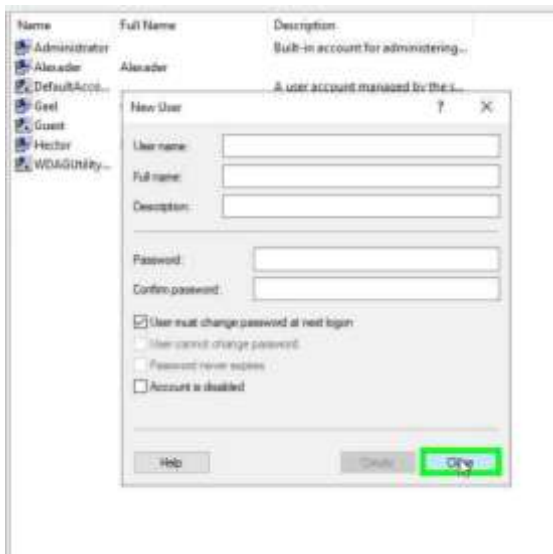 Name Full Name Description
Administrator Built-in account for administering...
Alexader Alexader
DefaultAcco... A user account managed by the s...
Geel
Guest
Hector
WDAGUtility...
New User ? ×
User name:
Full name:
Description:
Password:
Confirm password:
User must change password at next logon
User cannot change password
Password never expires
Account is disabled
Help Create Close